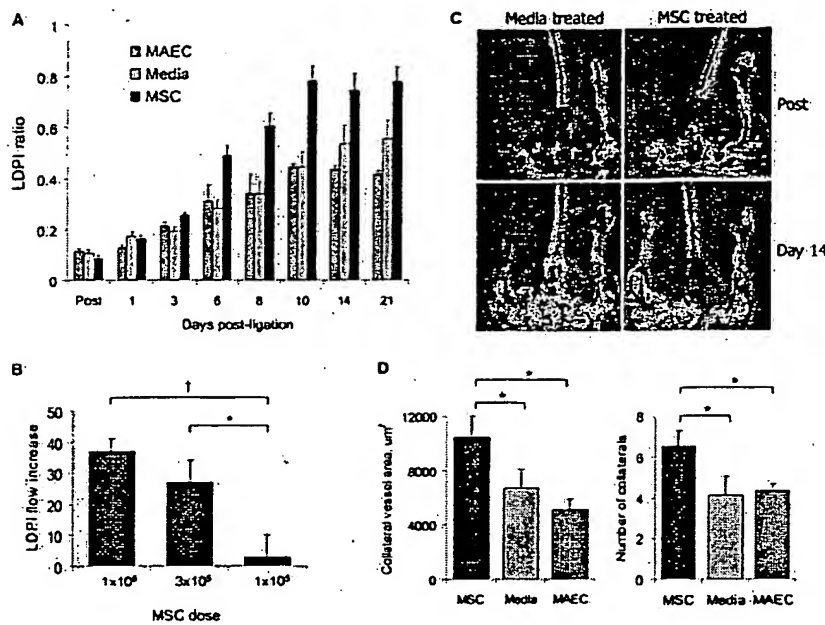 A
MAEC
Media
MSC
LDPI ratio
1
0.8
0.6
0.4
0.2
0
Post 1 3 6 8 10 14 21
Days post-ligation
C
Media treated MSC treated
Post
Day 14
B
†
*
LDPI flow increase
50
40
30
20
10
0
1x10⁶ 3x10⁵ 1x10⁵
MSC dose
D
*
*
Collateral vessel area, um²
12000
8000
4000
0
MSC Media MAEC
*
*
Number of collaterals
8
6
4
2
0
MSC Media MAEC